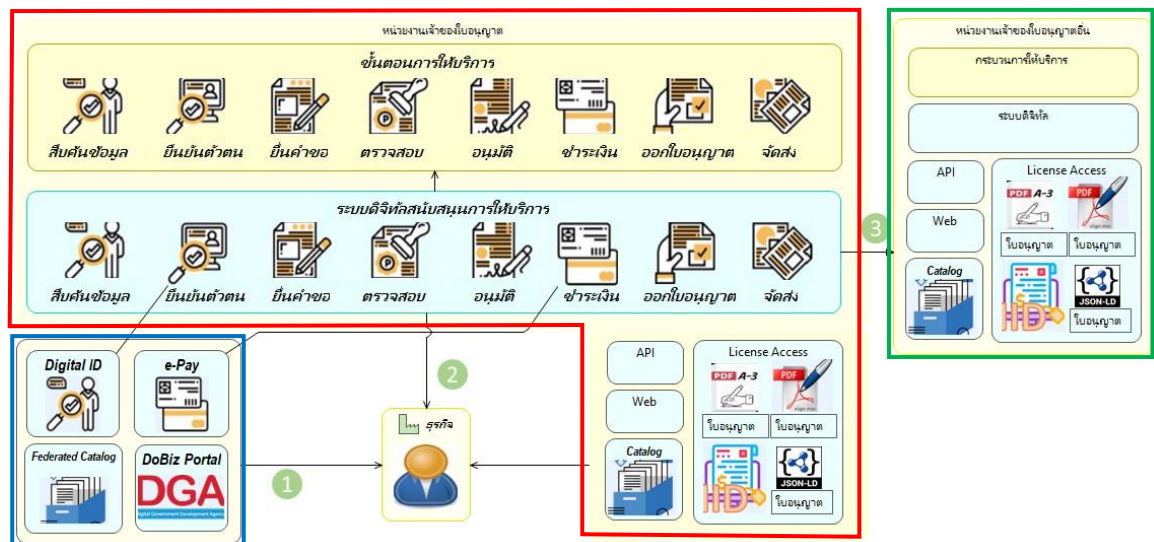 หน่วยงานเจ้าของใบอนุญาต
ขั้นตอนการให้บริการ
สืบค้นข้อมูล
ยืนยันตัวตน
ยื่นคำขอ
ตรวจสอบ
อนุมัติ
ชำระเงิน
ออกใบอนุญาต
จัดส่ง
ระบบดิจิทัลสนับสนุนการให้บริการ
สืบค้นข้อมูล
ยืนยันตัวตน
ยื่นคำขอ
ตรวจสอบ
อนุมัติ
ชำระเงิน
ออกใบอนุญาต
จัดส่ง
Digital ID
e-Pay
Federated Catalog
DoBiz Portal
DGA
Digital Government Development Agency
1
2
ธุรกิจ
API
Web
Catalog
License Access
PDF A-3
PDF
ใบอนุญาต
ใบอนุญาต
JSON-LD
ใบอนุญาต
3
หน่วยงานเจ้าของใบอนุญาตอื่น
กระบวนการให้บริการ
ระบบดิจิทัล
API
Web
Catalog
License Access
PDF A-3
PDF
ใบอนุญาต
ใบอนุญาต
JSON-LD
ใบอนุญาต